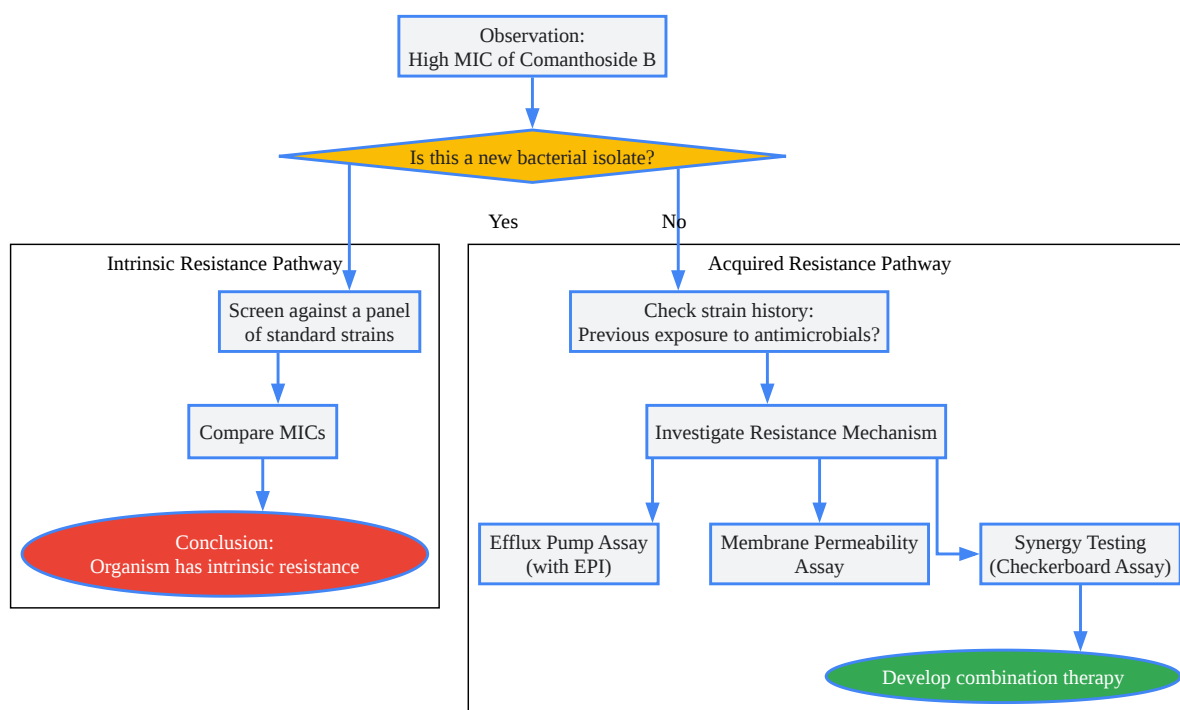 Observation:
High MIC of Comanthoside B
Is this a new bacterial isolate?
Yes
No
Intrinsic Resistance Pathway
Screen against a panel
of standard strains
Compare MICs
Conclusion:
Organism has intrinsic resistance
Acquired Resistance Pathway
Check strain history:
Previous exposure to antimicrobials?
Investigate Resistance Mechanism
Efflux Pump Assay
(with EPI)
Membrane Permeability
Assay
Synergy Testing
(Checkerboard Assay)
Develop combination therapy